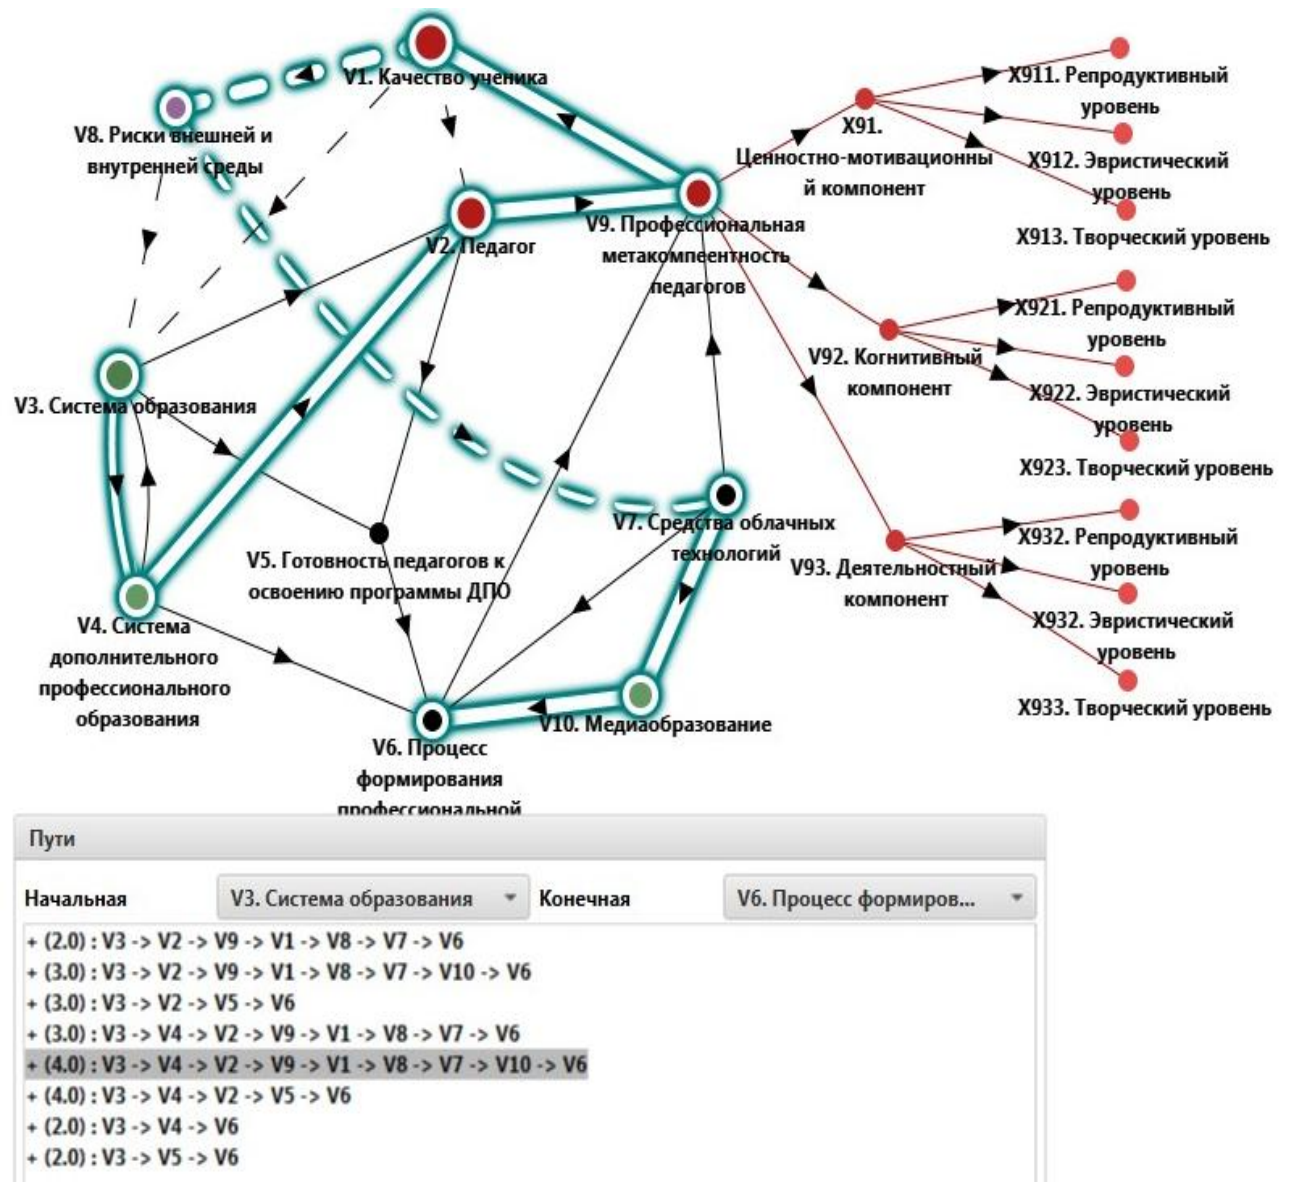 V1. Качество ученика
V8. Риски внешней и
внутренней среды
V2. Педагог
V9. Профессиональная
метакомпеентность
педагогов
X91.
Ценностно-мотивационны
й компонент
X911. Репродуктивный
уровень
X912. Эвристический
уровень
X913. Творческий уровень
X921. Репродуктивный
уровень
V92. Когнитивный
компонент
X922. Эвристический
уровень
X923. Творческий уровень
V3. Система образования
V7. Средства облачных
технологий
V5. Готовность педагогов к
освоению программы ДПО
V93. Деятельностный
компонент
X932. Репродуктивный
уровень
X932. Эвристический
уровень
X933. Творческий уровень
V4. Система
дополнительного
профессионального
образования
V10. Медиаобразование
V6. Процесс
формирования
профессиональной
Пути
Начальная V3. Система образования Конечная V6. Процесс формиров...
+ (2.0) : V3 -> V2 -> V9 -> V1 -> V8 -> V7 -> V6
+ (3.0) : V3 -> V2 -> V9 -> V1 -> V8 -> V7 -> V10 -> V6
+ (3.0) : V3 -> V2 -> V5 -> V6
+ (3.0) : V3 -> V4 -> V2 -> V9 -> V1 -> V8 -> V7 -> V6
+ (4.0) : V3 -> V4 -> V2 -> V9 -> V1 -> V8 -> V7 -> V10 -> V6
+ (4.0) : V3 -> V4 -> V2 -> V5 -> V6
+ (2.0) : V3 -> V4 -> V6
+ (2.0) : V3 -> V5 -> V6